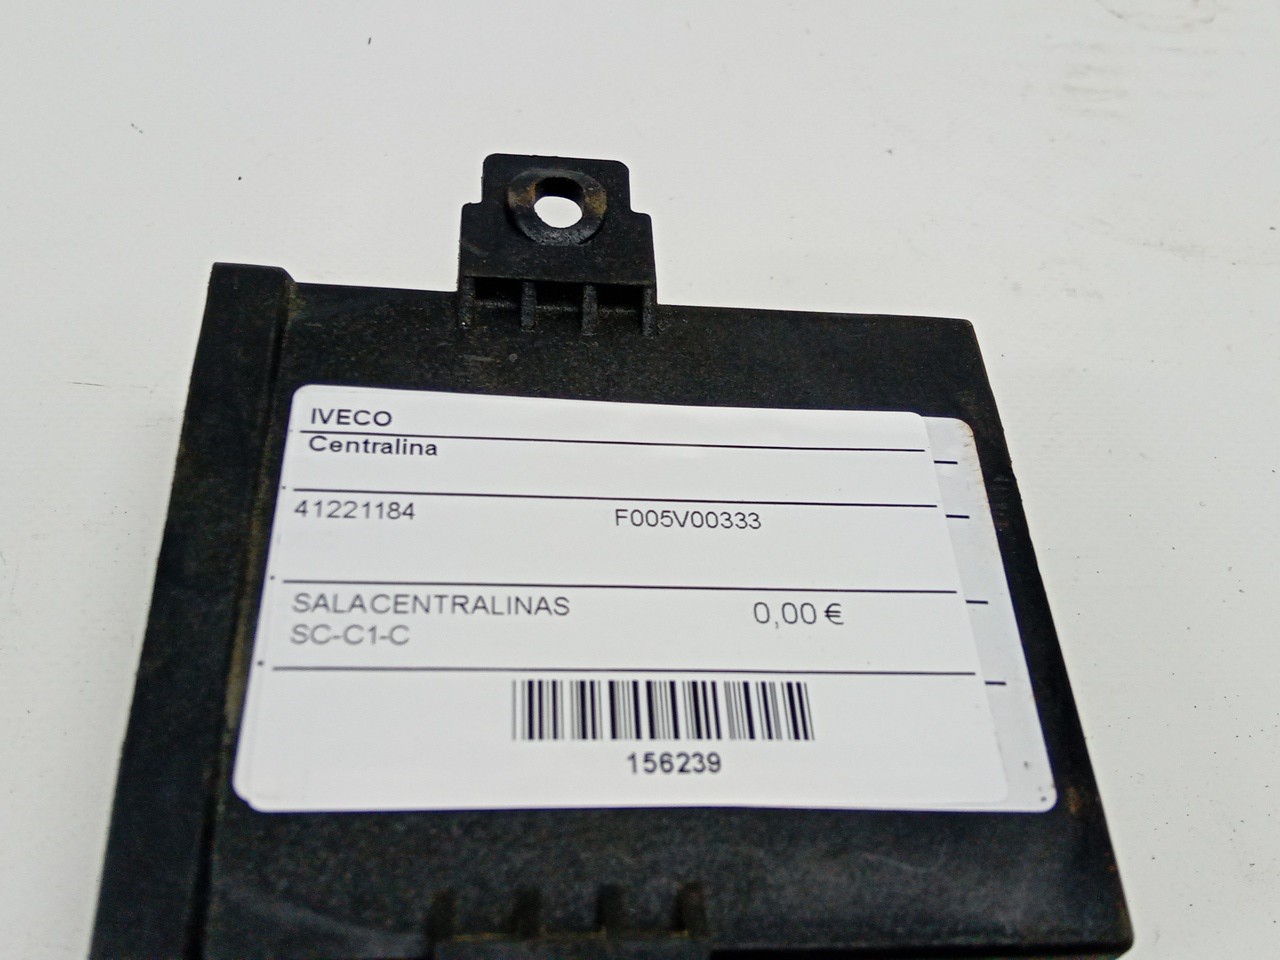 IVECO
Centralina
41221184 F005V00333
SALACENTRALINAS 0,00 €
SC-C1-C
156239